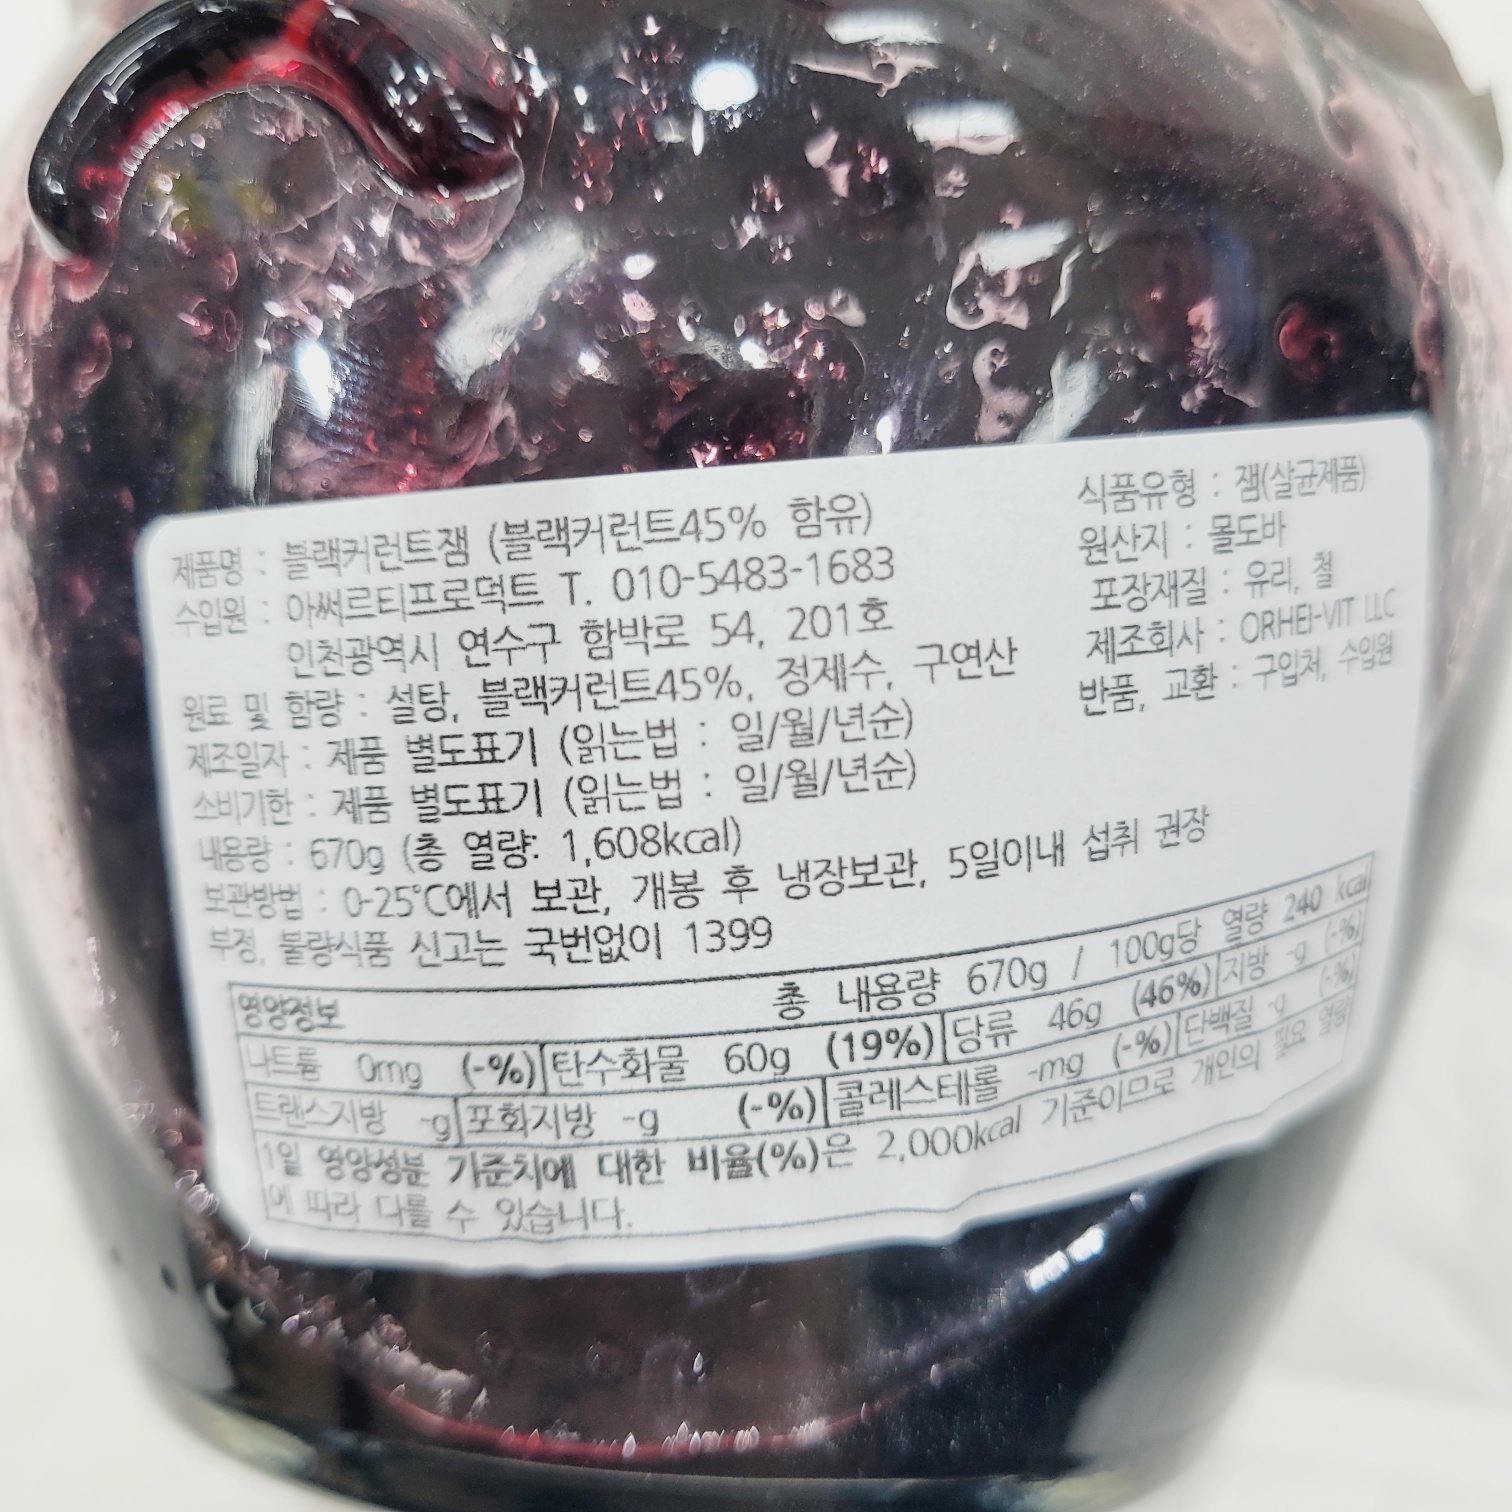 제품명 : 블랙커런트잼 (블랙커런트45% 함유)
수입원 : 아써르티프로덕트 T. 010-5483-1683
인천광역시 연수구 함박로 54, 201호
원료 및 함량 : 설탕, 블랙커런트45%, 정제수, 구연산
제조일자 : 제품 별도표기 (읽는법 : 일/월/년순)
소비기한 : 제품 별도표기 (읽는법 : 일/월/년순)
내용량 : 670g (총 열량: 1,608kcal)
보관방법 : 0-25°C에서 보관, 개봉 후 냉장보관, 5일이내 섭취 권장
부정, 불량식품 신고는 국번없이 1399
식품유형 : 잼(살균제품)
원산지 : 몰도바
포장재질 : 유리, 철
제조회사 : ORHEI-VIT LLC
반품, 교환 : 구입처, 수입원
영양정보 총 내용량 670g / 100g당 열량 240 kcal
나트륨 0mg (-%) 탄수화물 60g (19%) 당류 46g (46%) 지방 -g (-%)
트랜스지방 -g 포화지방 -g (-%) 콜레스테롤 -mg (-%) 단백질 -g (-%)
1일 영양성분 기준치에 대한 비율(%)은 2,000kcal 기준이므로 개인의 필요 열량
에 따라 다를 수 있습니다.